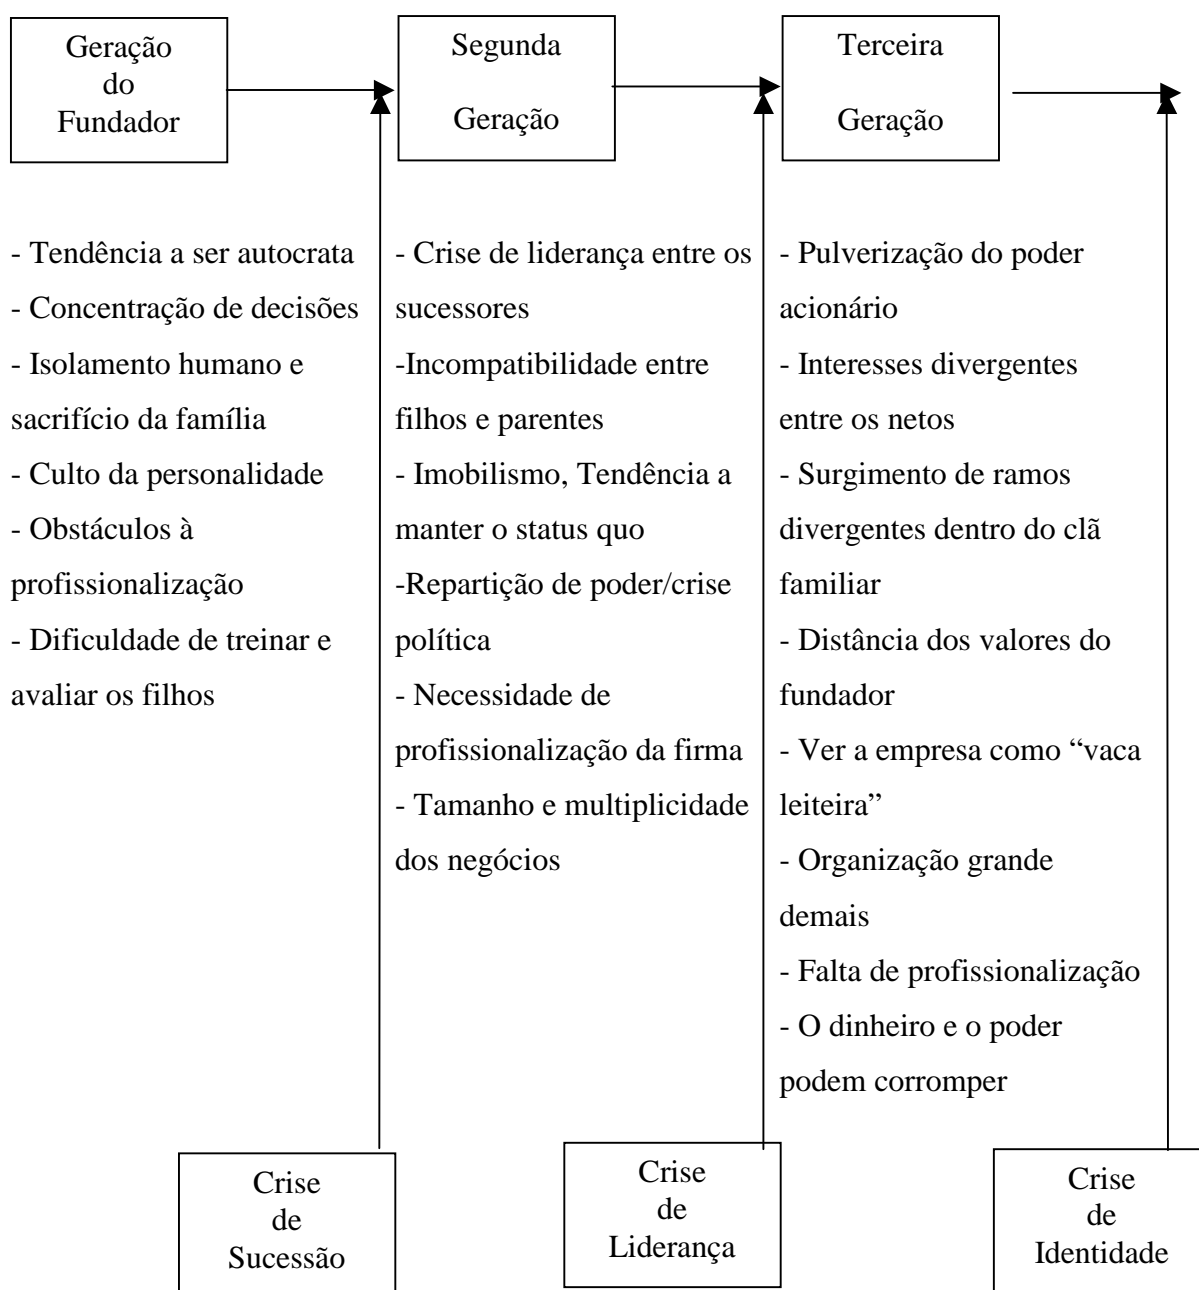 Geração
do
Fundador
Segunda
Geração
Terceira
Geração
- Tendência a ser autocrata
- Concentração de decisões
- Isolamento humano e
sacrifício da família
- Culto da personalidade
- Obstáculos à
profissionalização
- Dificuldade de treinar e
avaliar os filhos
- Crise de liderança entre os
sucessores
-Incompatibilidade entre
filhos e parentes
- Imobilismo, Tendência a
manter o status quo
-Repartição de poder/crise
política
- Necessidade de
profissionalização da firma
- Tamanho e multiplicidade
dos negócios
- Pulverização do poder
acionário
- Interesses divergentes
entre os netos
- Surgimento de ramos
divergentes dentro do clã
familiar
- Distância dos valores do
fundador
- Ver a empresa como “vaca
leiteira”
- Organização grande
demais
- Falta de profissionalização
- O dinheiro e o poder
podem corromper
Crise
de
Sucessão
Crise
de
Liderança
Crise
de
Identidade